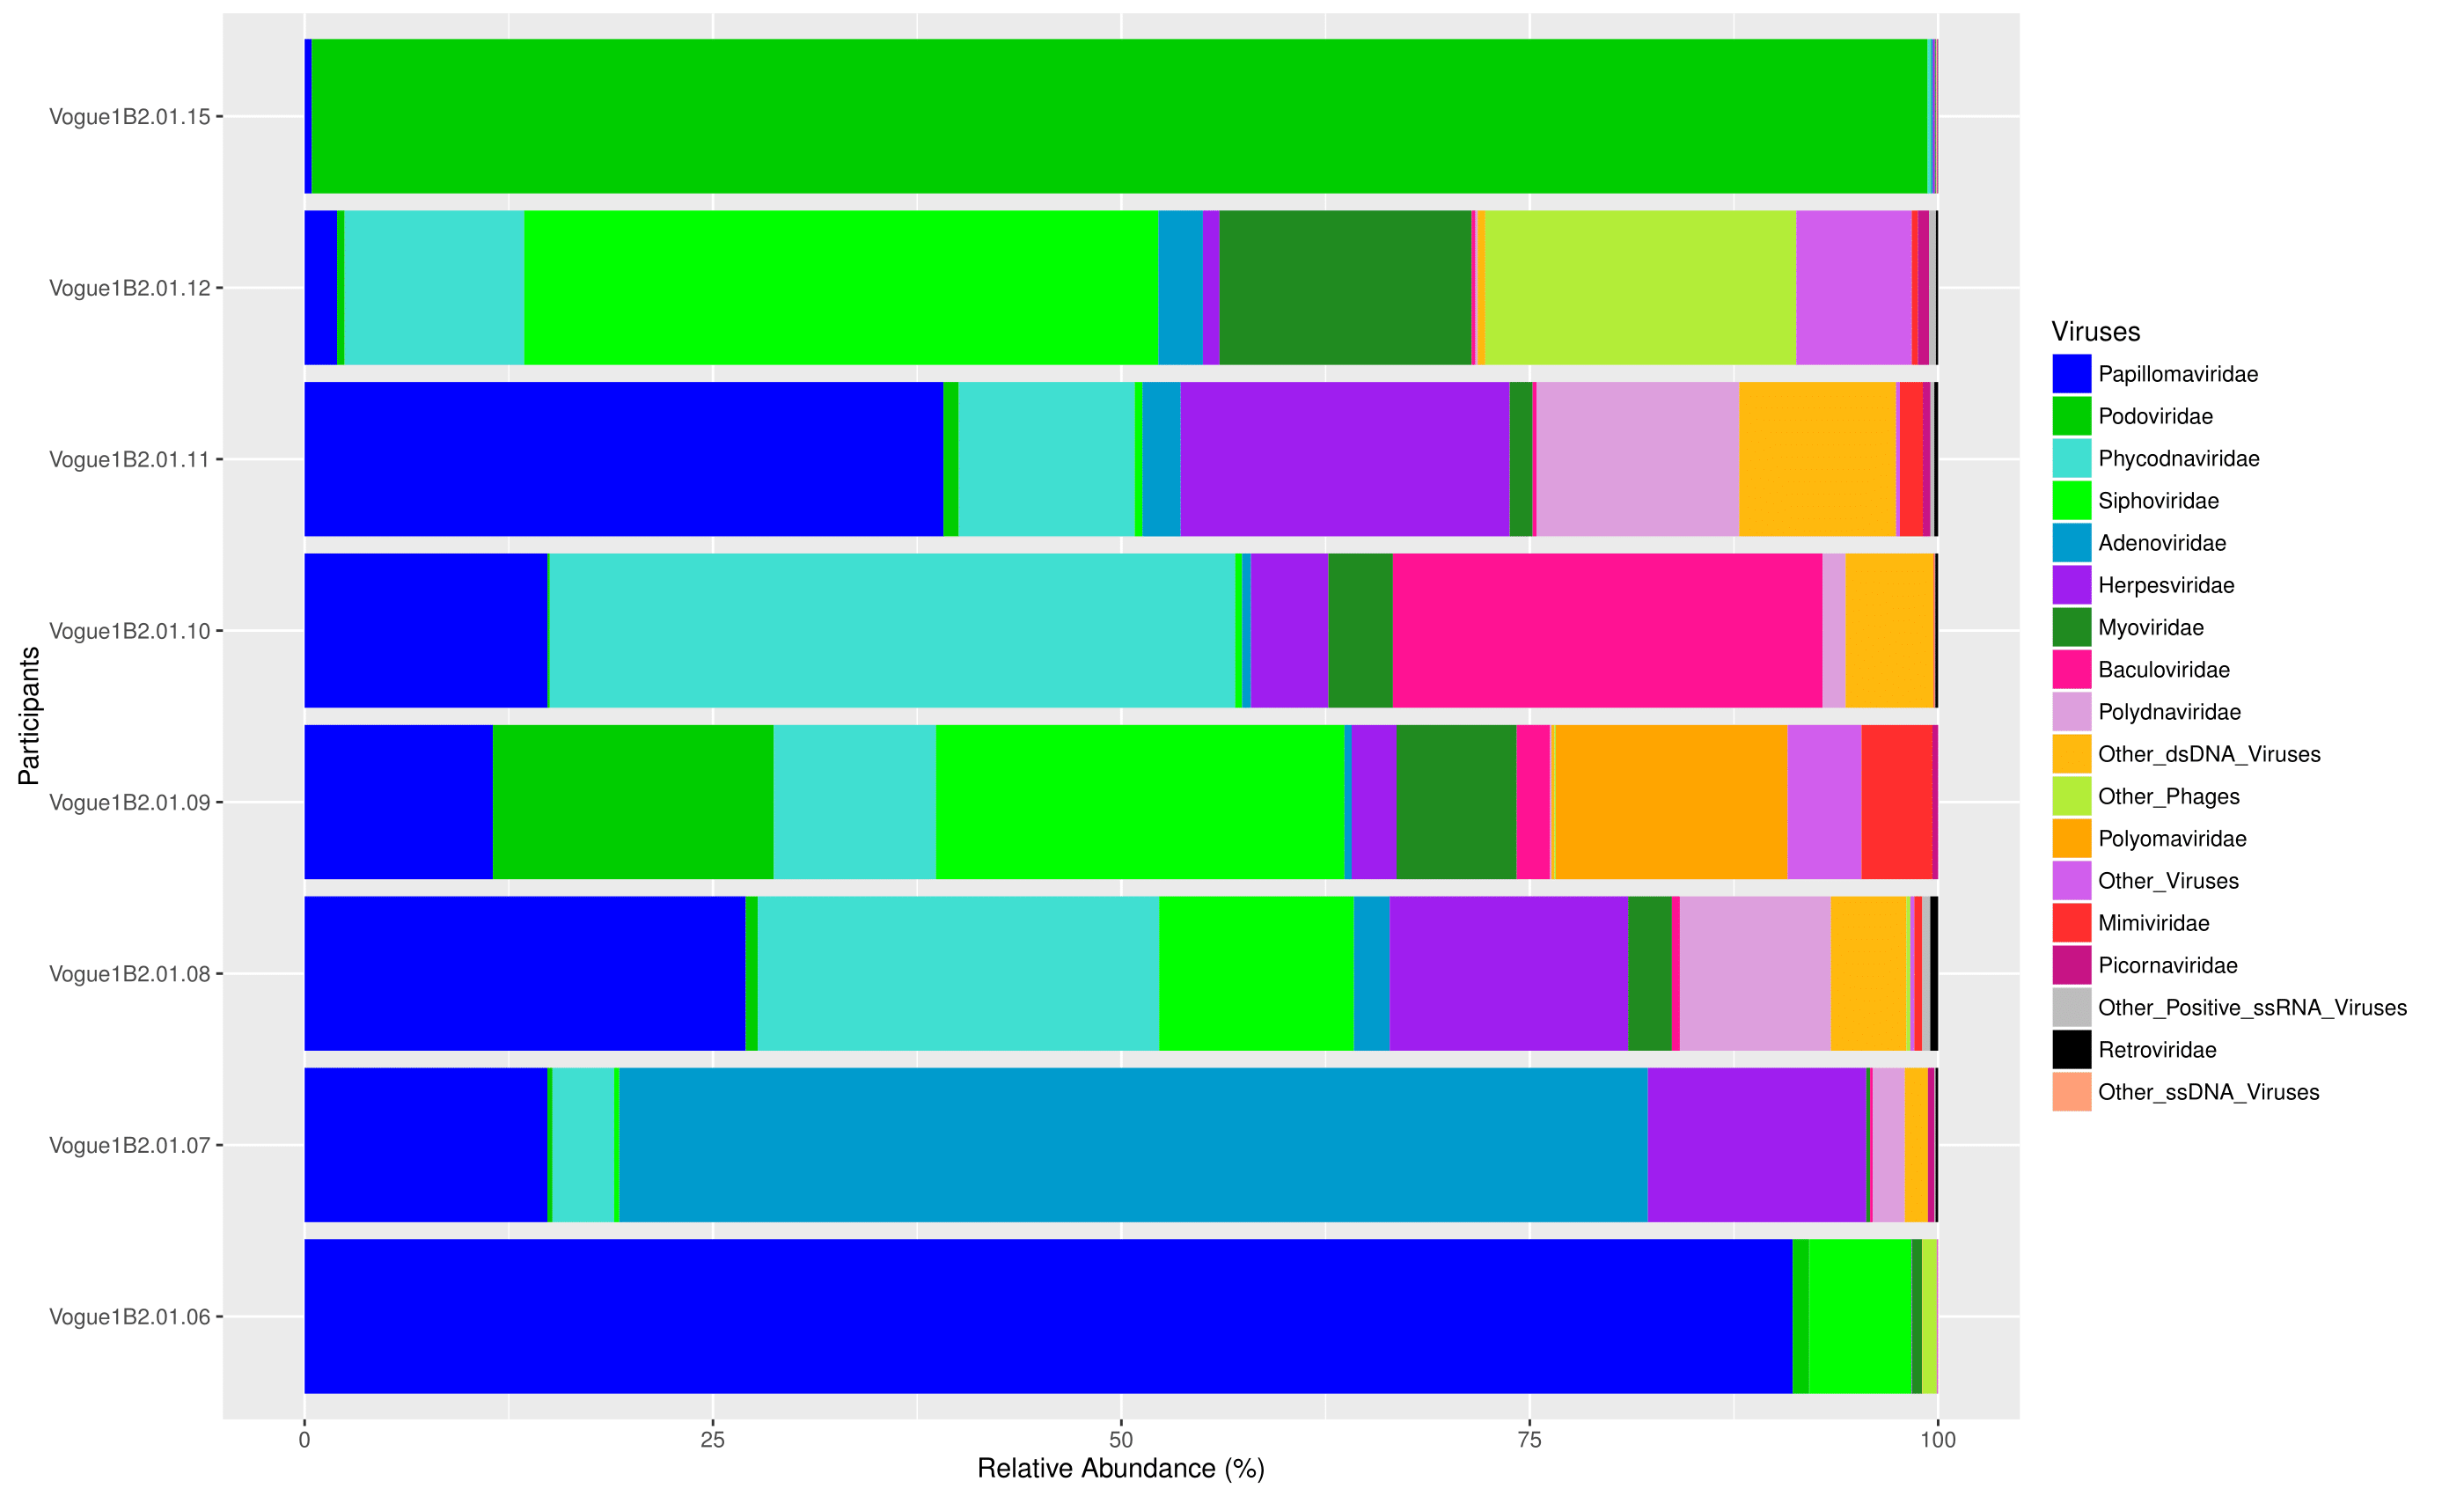 Vogue1B2.01.15
Vogue1B2.01.12
Vogue1B2.01.11
Vogue1B2.01.10
Vogue1B2.01.09
Vogue1B2.01.08
Vogue1B2.01.07
Vogue1B2.01.06
Participants
0 25 50 75 100
Relative Abundance (%)
Viruses
Papillomaviridae
Podoviridae
Phycodnaviridae
Siphoviridae
Adenoviridae
Herpesviridae
Myoviridae
Baculoviridae
Polydnaviridae
Other_dsDNA_Viruses
Other_Phages
Polyomaviridae
Other_Viruses
Mimiviridae
Picornaviridae
Other_Positive_ssRNA_Viruses
Retroviridae
Other_ssDNA_Viruses